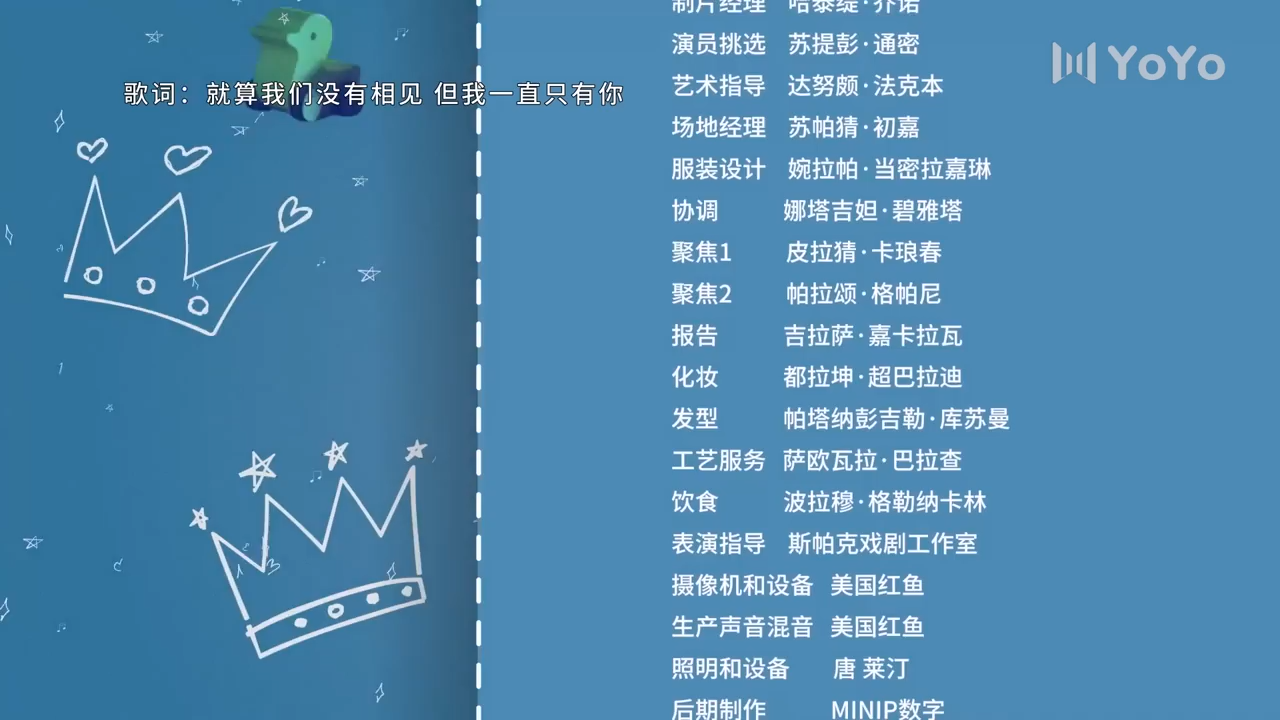 制片经理 哈泰缇·乔诺
演员挑选 苏提彭·通密
艺术指导 达努颇·法克本
场地经理 苏帕猜·初嘉
服装设计 婉拉帕·当密拉嘉琳
协调 娜塔吉妲·碧雅塔
聚焦1 皮拉猜·卡琅春
聚焦2 帕拉颂·格帕尼
报告 吉拉萨·嘉卡拉瓦
化妆 都拉坤·超巴拉迪
发型 帕塔纳彭吉勒·库苏曼
工艺服务 萨欧瓦拉·巴拉查
饮食 波拉穆·格勒纳卡林
表演指导 斯帕克戏剧工作室
摄像机和设备 美国红鱼
生产声音混音 美国红鱼
照明和设备 唐 莱汀
后期制作 MINIP数字
歌词：就算我们没有相见 但我一直只有你
YoYo